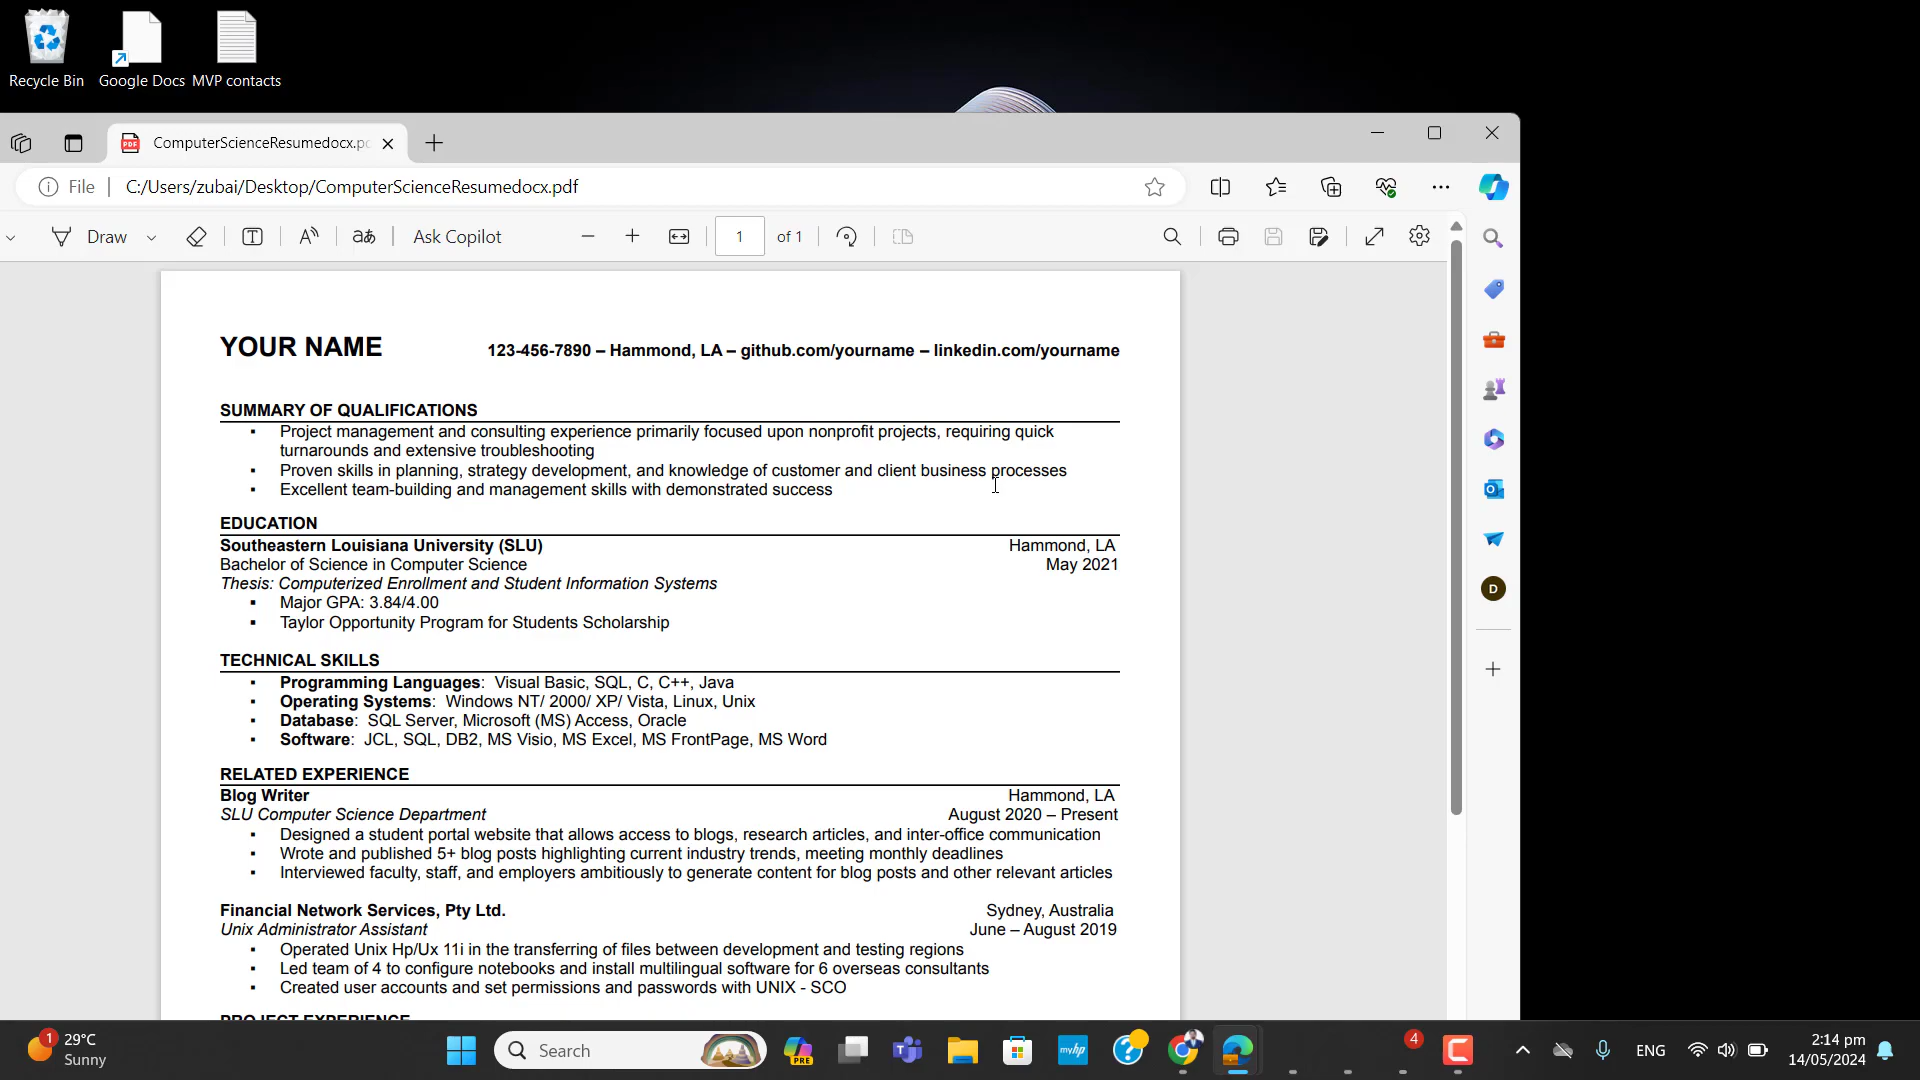 Recycle Bin
Google Docs
MVP contacts
ComputerScienceResumedocx.p
File
C:/Users/zubai/Desktop/ComputerScienceResumedocx.pdf
Draw
Ask Copilot
1
of 1
YOUR NAME
123-456-7890 – Hammond, LA – github.com/yourname – linkedin.com/yourname
SUMMARY OF QUALIFICATIONS
▪ Project management and consulting experience primarily focused upon nonprofit projects, requiring quick
turnarounds and extensive troubleshooting
▪ Proven skills in planning, strategy development, and knowledge of customer and client business processes
▪ Excellent team-building and management skills with demonstrated success
EDUCATION
Southeastern Louisiana University (SLU) Hammond, LA
Bachelor of Science in Computer Science May 2021
Thesis: Computerized Enrollment and Student Information Systems
▪ Major GPA: 3.84/4.00
▪ Taylor Opportunity Program for Students Scholarship
TECHNICAL SKILLS
▪ Programming Languages: Visual Basic, SQL, C, C++, Java
▪ Operating Systems: Windows NT/ 2000/ XP/ Vista, Linux, Unix
▪ Database: SQL Server, Microsoft (MS) Access, Oracle
▪ Software: JCL, SQL, DB2, MS Visio, MS Excel, MS FrontPage, MS Word
RELATED EXPERIENCE
Blog Writer Hammond, LA
SLU Computer Science Department August 2020 – Present
▪ Designed a student portal website that allows access to blogs, research articles, and inter-office communication
▪ Wrote and published 5+ blog posts highlighting current industry trends, meeting monthly deadlines
▪ Interviewed faculty, staff, and employers ambitiously to generate content for blog posts and other relevant articles
Financial Network Services, Pty Ltd. Sydney, Australia
Unix Administrator Assistant June – August 2019
▪ Operated Unix Hp/Ux 11i in the transferring of files between development and testing regions
▪ Led team of 4 to configure notebooks and install multilingual software for 6 overseas consultants
▪ Created user accounts and set permissions and passwords with UNIX - SCO
PROJECT EXPERIENCE
D
1
29°C
Sunny
Search
PRE
myhp
4
ENG
2:14 pm
14/05/2024